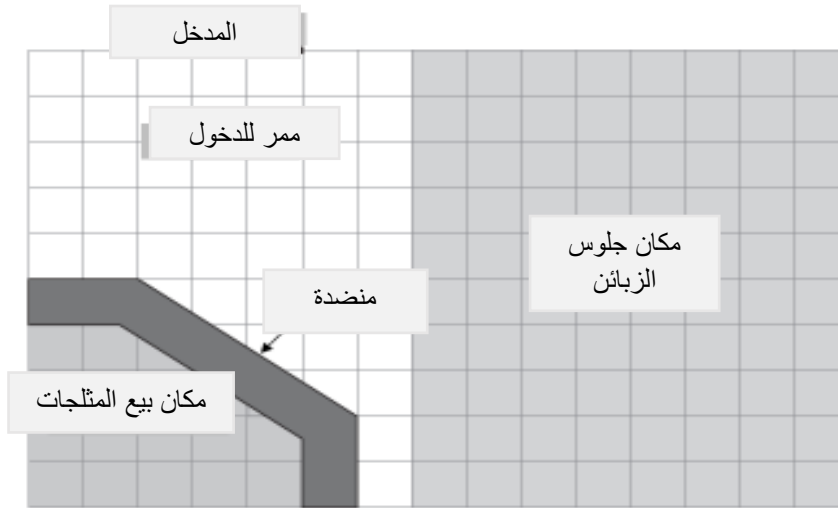 المدخل
ممر للدخول
مكان جلوس
الزبائن
منضدة
مكان بيع المثلجات